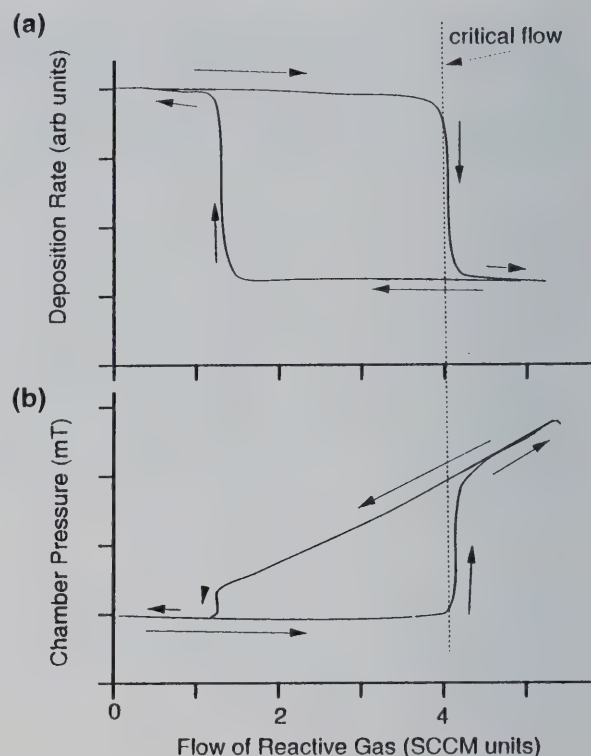 (a)
critical flow
Deposition Rate (arb units)
(b)
Chamber Pressure (mT)
0
2
4
Flow of Reactive Gas (SCCM units)